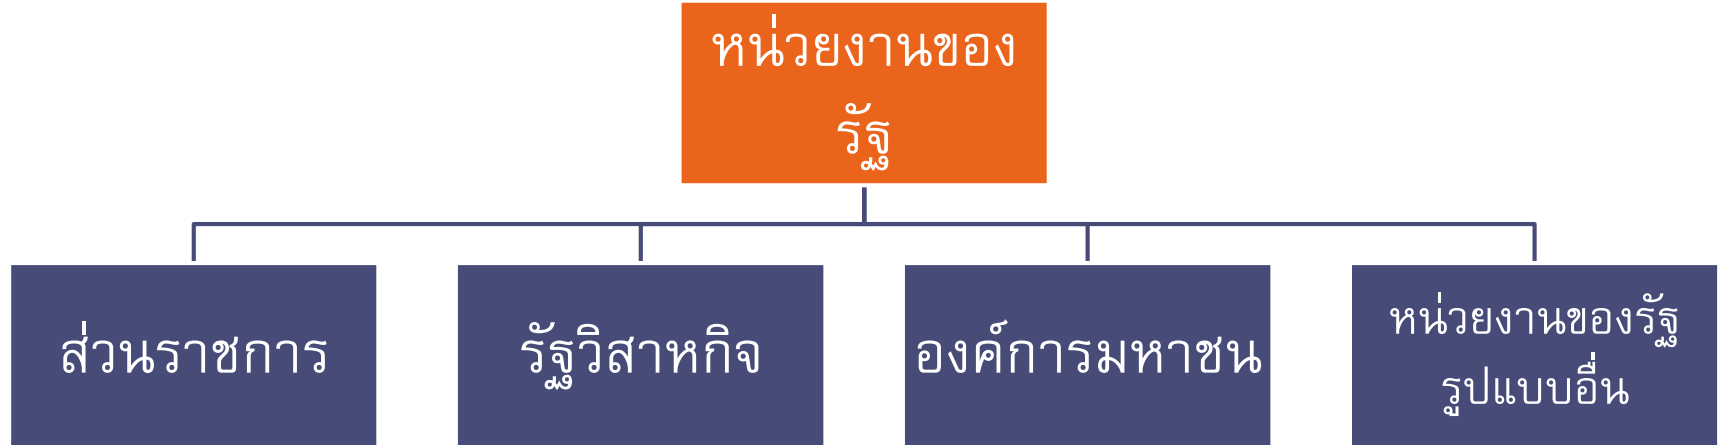 หน่วยงานของ
รัฐ
ส่วนราชการ
รัฐวิสาหกิจ
องค์การมหาชน
หน่วยงานของรัฐ
รูปแบบอื่น